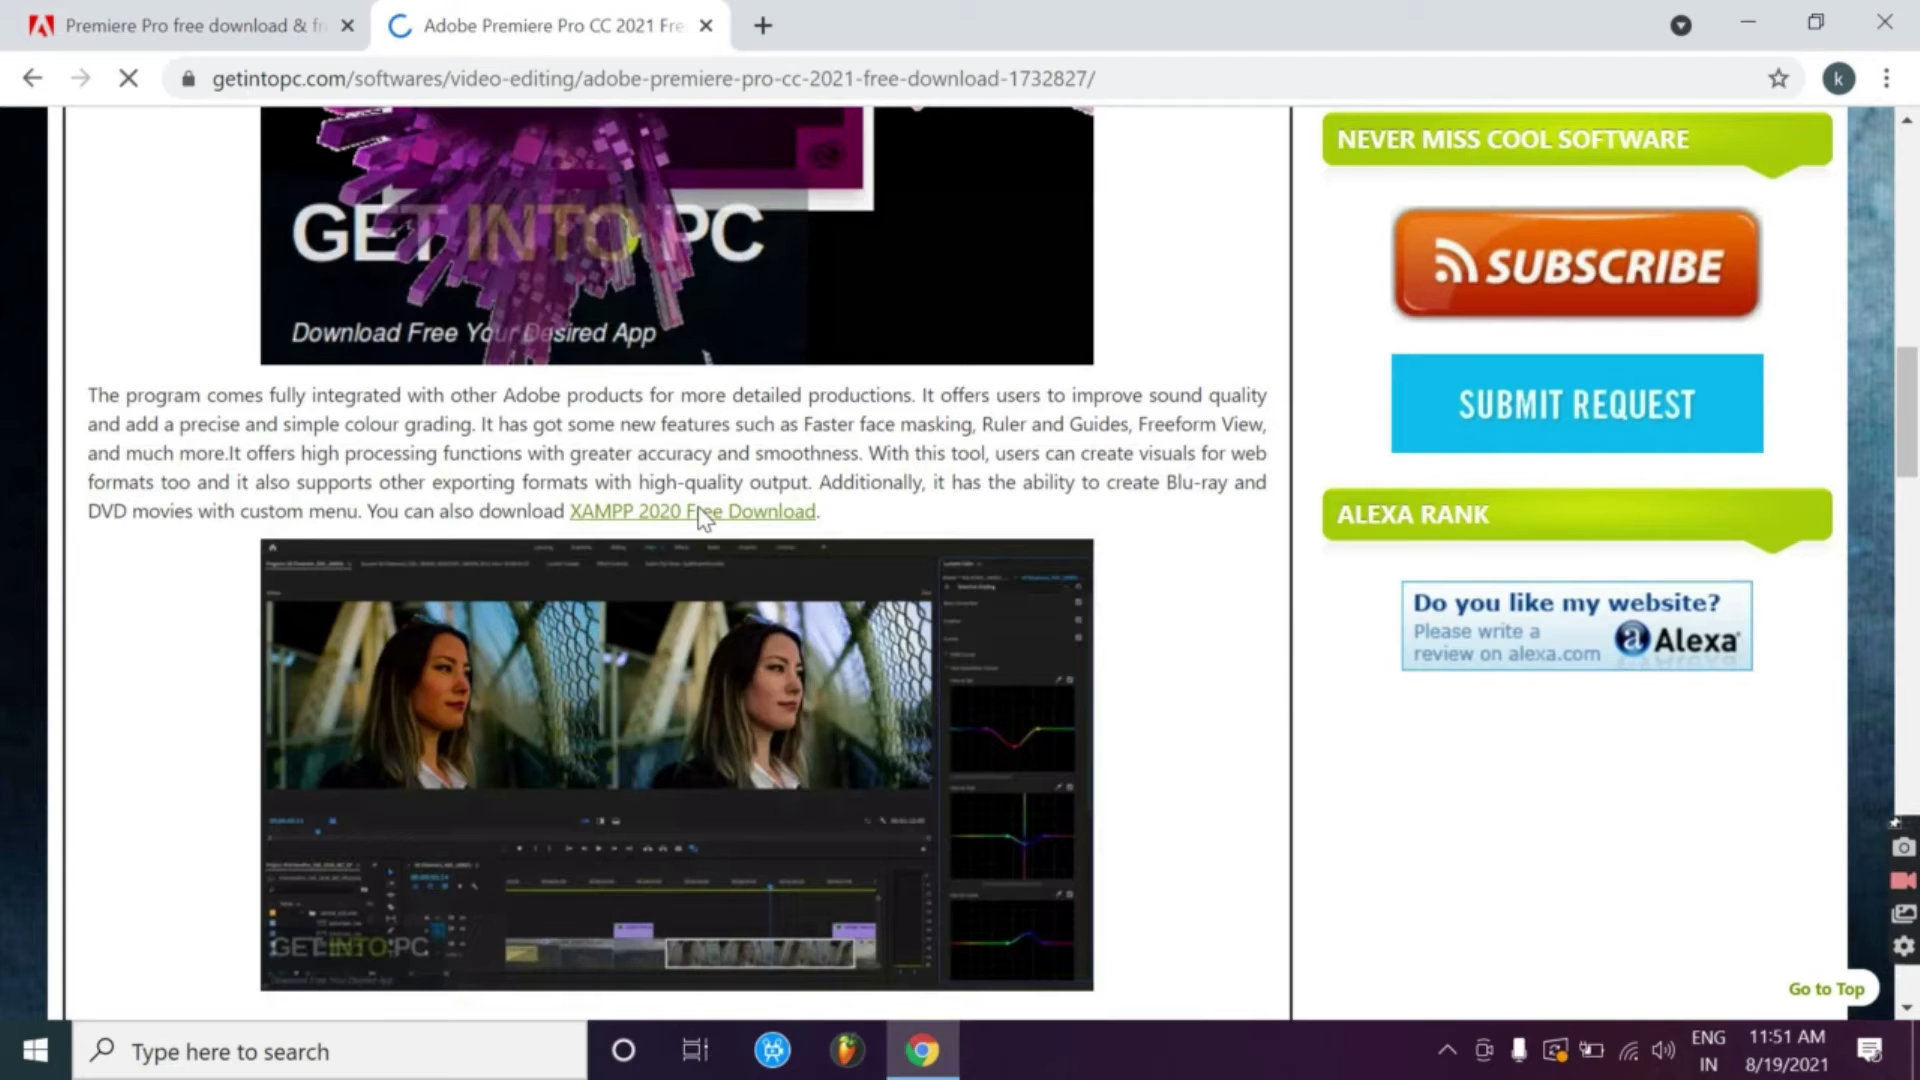 Premiere Pro free download & fr
Adobe Premiere Pro CC 2021 Fre
getintopc.com/softwares/video-editing/adobe-premiere-pro-cc-2021-free-download-1732827/
k
GET INTO PC
Download Free Your Desired App
The program comes fully integrated with other Adobe products for more detailed productions. It offers users to improve sound quality
and add a precise and simple colour grading. It has got some new features such as Faster face masking, Ruler and Guides, Freeform View,
and much more.It offers high processing functions with greater accuracy and smoothness. With this tool, users can create visuals for web
formats too and it also supports other exporting formats with high-quality output. Additionally, it has the ability to create Blu-ray and
DVD movies with custom menu. You can also download XAMPP 2020 Free Download.
GET INTO PC
Download Free Your Desired App
NEVER MISS COOL SOFTWARE
SUBSCRIBE
SUBMIT REQUEST
ALEXA RANK
Do you like my website?
Please write a
review on alexa.com
a Alexa
Go to Top
Type here to search
ENG
IN
11:51 AM
8/19/2021